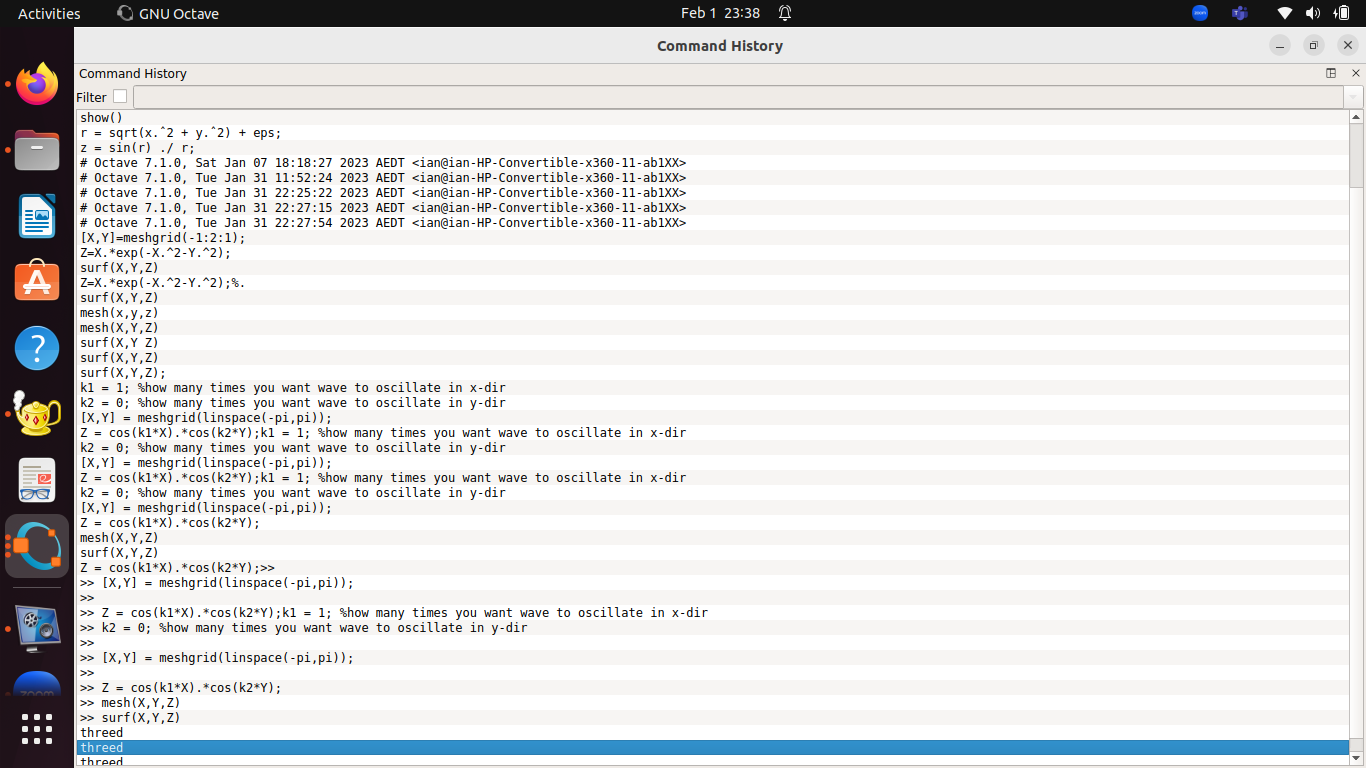 Activities
GNU Octave
Feb 1 23:38
zoom
Command History
Command History
Filter
show()
r = sqrt(x.ˆ2 + y.ˆ2) + eps;
z = sin(r) ./ r;
# Octave 7.1.0, Sat Jan 07 18:18:27 2023 AEDT <ian@ian-HP-Convertible-x360-11-ab1XX>
# Octave 7.1.0, Tue Jan 31 11:52:24 2023 AEDT <ian@ian-HP-Convertible-x360-11-ab1XX>
# Octave 7.1.0, Tue Jan 31 22:25:22 2023 AEDT <ian@ian-HP-Convertible-x360-11-ab1XX>
# Octave 7.1.0, Tue Jan 31 22:27:15 2023 AEDT <ian@ian-HP-Convertible-x360-11-ab1XX>
# Octave 7.1.0, Tue Jan 31 22:27:54 2023 AEDT <ian@ian-HP-Convertible-x360-11-ab1XX>
[X,Y]=meshgrid(-1:2:1);
Z=X.*exp(-X.^2-Y.^2);
surf(X,Y,Z)
Z=X.*exp(-X.^2-Y.^2);%.
surf(X,Y,Z)
mesh(x,y,z)
mesh(X,Y,Z)
surf(X,Y Z)
surf(X,Y,Z)
surf(X,Y,Z);
k1 = 1; %how many times you want wave to oscillate in x-dir
k2 = 0; %how many times you want wave to oscillate in y-dir
[X,Y] = meshgrid(linspace(-pi,pi));
Z = cos(k1*X).*cos(k2*Y);k1 = 1; %how many times you want wave to oscillate in x-dir
k2 = 0; %how many times you want wave to oscillate in y-dir
[X,Y] = meshgrid(linspace(-pi,pi));
Z = cos(k1*X).*cos(k2*Y);k1 = 1; %how many times you want wave to oscillate in x-dir
k2 = 0; %how many times you want wave to oscillate in y-dir
[X,Y] = meshgrid(linspace(-pi,pi));
Z = cos(k1*X).*cos(k2*Y);
mesh(X,Y,Z)
surf(X,Y,Z)
Z = cos(k1*X).*cos(k2*Y);>>
>> [X,Y] = meshgrid(linspace(-pi,pi));
>>
>> Z = cos(k1*X).*cos(k2*Y);k1 = 1; %how many times you want wave to oscillate in x-dir
>> k2 = 0; %how many times you want wave to oscillate in y-dir
>>
>> [X,Y] = meshgrid(linspace(-pi,pi));
>>
>> Z = cos(k1*X).*cos(k2*Y);
>> mesh(X,Y,Z)
>> surf(X,Y,Z)
threed
threed
threed
zoom